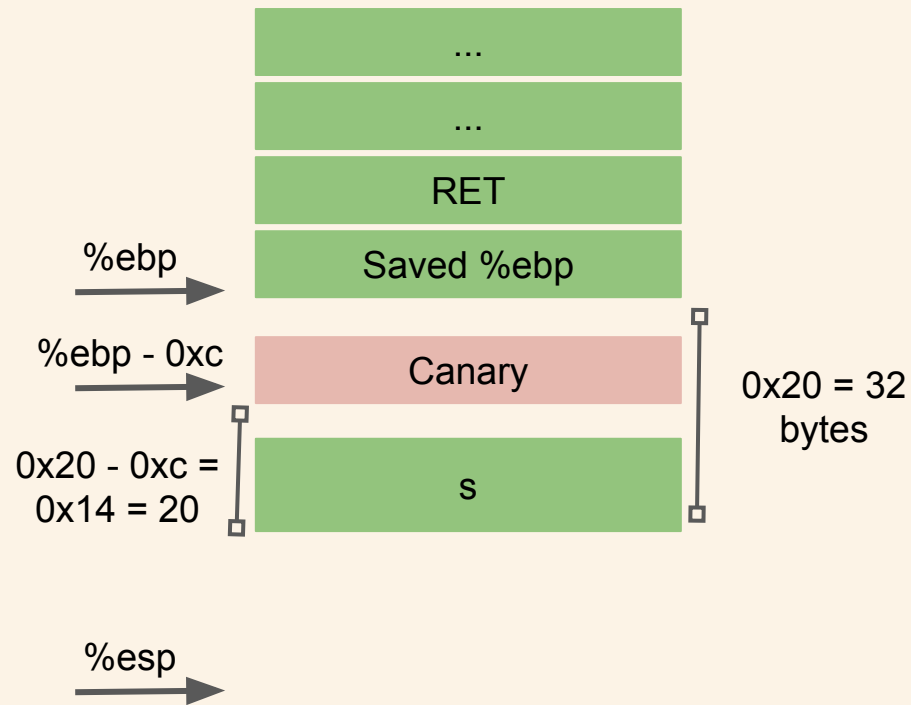 ...
...
RET
%ebp
Saved %ebp
%ebp - 0xc
Canary
0x20 = 32
bytes
0x20 - 0xc =
0x14 = 20
s
%esp